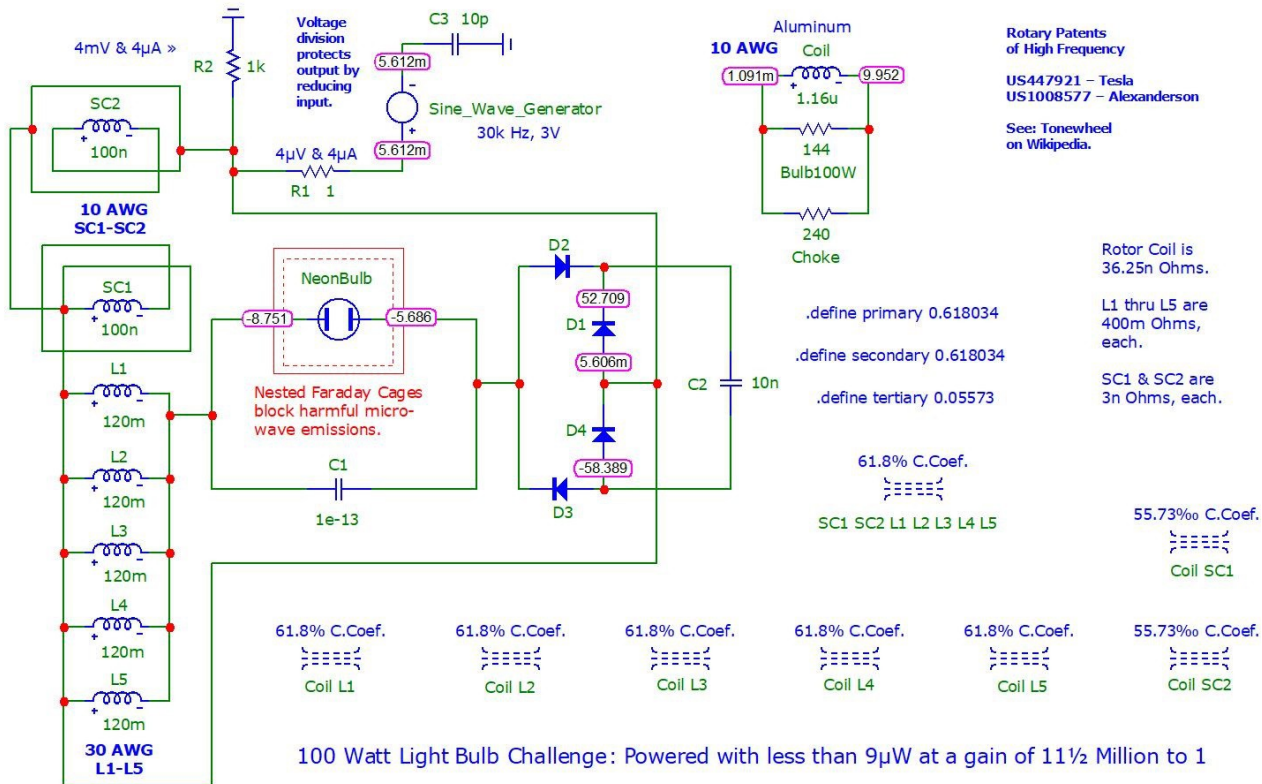 4mV & 4µA »
R2
1k
Voltage
division
protects
output by
reducing
input.
C3 10p
5.612m
-
Sine_Wave_Generator
30k Hz, 3V
+
5.612m
4µV & 4µA
R1 1
SC2
+ -
100n
10 AWG
SC1-SC2
Aluminum
10 AWG Coil
1.091m
9.952
+ -
1.16u
144
Bulb100W
240
Choke
Rotary Patents
of High Frequency
US447921 – Tesla
US1008577 – Alexanderson
See: Tonewheel
on Wikipedia.
SC1
+ -
100n
L1
+ -
120m
L2
+ -
120m
L3
+ -
120m
L4
+ -
120m
L5
+ -
120m
30 AWG
L1-L5
NeonBulb
-8.751
-5.686
Nested Faraday Cages
block harmful micro-
wave emissions.
C1
1e-13
D2
52.709
D1
5.606m
D4
-58.389
D3
C2 10n
.define primary 0.618034
.define secondary 0.618034
.define tertiary 0.05573
Rotor Coil is
36.25n Ohms.
L1 thru L5 are
400m Ohms,
each.
SC1 & SC2 are
3n Ohms, each.
61.8% C.Coef.
SC1 SC2 L1 L2 L3 L4 L5
55.73‰ C.Coef.
Coil SC1
61.8% C.Coef.
Coil L1
61.8% C.Coef.
Coil L2
61.8% C.Coef.
Coil L3
61.8% C.Coef.
Coil L4
61.8% C.Coef.
Coil L5
55.73‰ C.Coef.
Coil SC2
100 Watt Light Bulb Challenge: Powered with less than 9µW at a gain of 11½ Million to 1